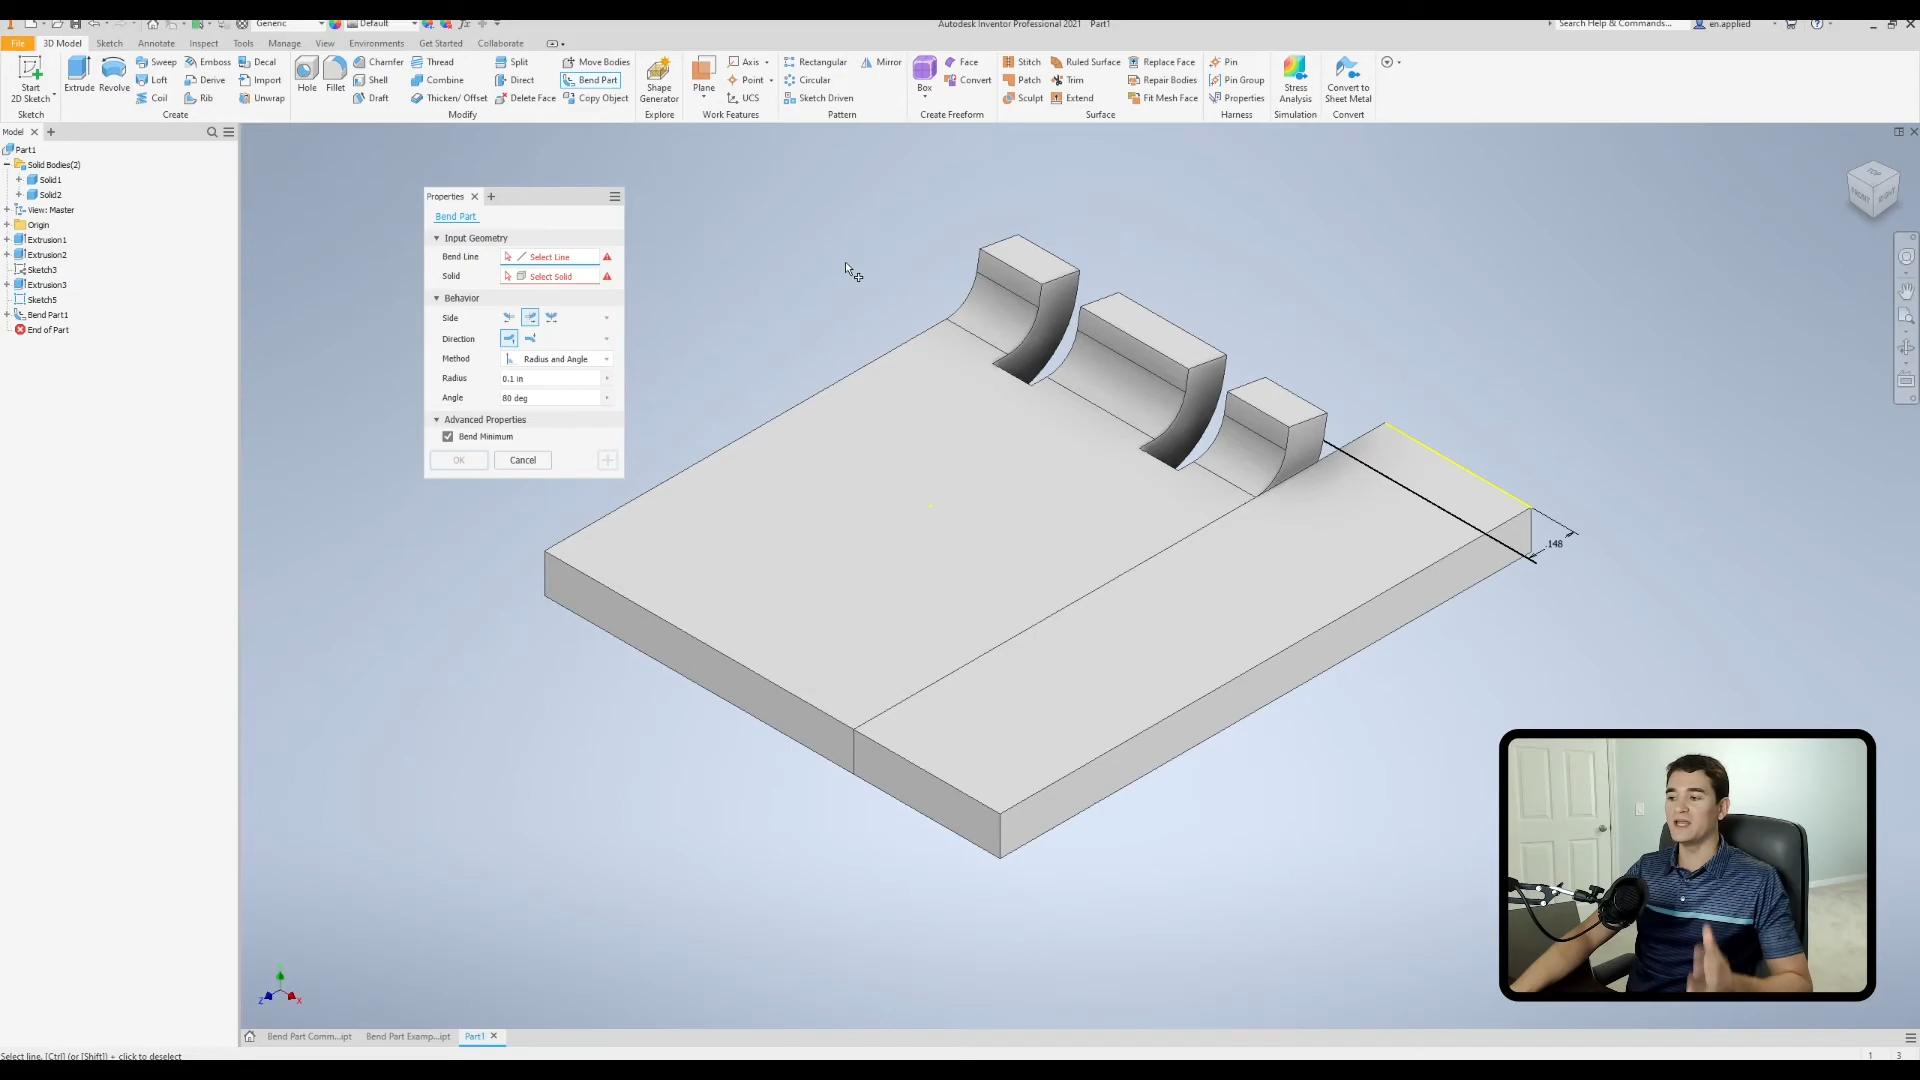 Generic
Default
Autodesk Inventor Professional 2021 Part1
Search Help & Commands...
en.applied
File
3D Model
Sketch
Annotate
Inspect
Tools
Manage
View
Environments
Get Started
Collaborate
Start
2D Sketch
Sketch
Extrude
Revolve
Sweep
Loft
Coil
Emboss
Derive
Rib
Decal
Import
Unwrap
Create
Hole
Fillet
Chamfer
Shell
Draft
Thread
Combine
Thicken/ Offset
Split
Direct
Delete Face
Move Bodies
Bend Part
Copy Object
Modify
Shape
Generator
Explore
Plane
Axis
Point
UCS
Work Features
Rectangular
Circular
Sketch Driven
Mirror
Pattern
Box
Face
Convert
Create Freeform
Stitch
Patch
Sculpt
Ruled Surface
Trim
Extend
Replace Face
Repair Bodies
Fit Mesh Face
Surface
Pin
Pin Group
Properties
Harness
Stress
Analysis
Simulation
Convert to
Sheet Metal
Convert
Model
Part1
Solid Bodies(2)
Solid1
Solid2
View: Master
Origin
Extrusion1
Extrusion2
Sketch3
Extrusion3
Sketch5
Bend Part1
End of Part
Properties
Bend Part
Input Geometry
Bend Line Select Line
Solid Select Solid
Behavior
Side
Direction
Method Radius and Angle
Radius 0.1 in
Angle 80 deg
Advanced Properties
Bend Minimum
OK Cancel
TOP
FRONT
RIGHT
.148
Z X
Bend Part Comm...ipt
Bend Part Examp...ipt
Part1
Select line, [Ctrl] (or [Shift]) + click to deselect
1 3